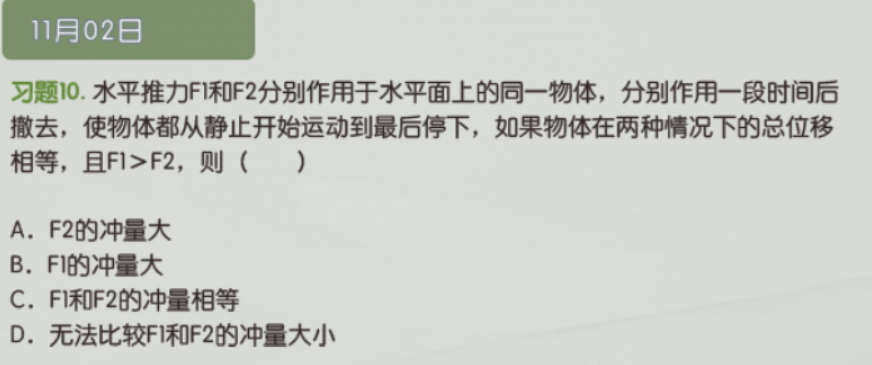 11月02日
习题10. 水平推力F1和F2分别作用于水平面上的同一物体，分别作用一段时间后
撤去，使物体都从静止开始运动到最后停下，如果物体在两种情况下的总位移
相等，且F1>F2，则（　　）
A．F2的冲量大
B．F1的冲量大
C．F1和F2的冲量相等
D．无法比较F1和F2的冲量大小